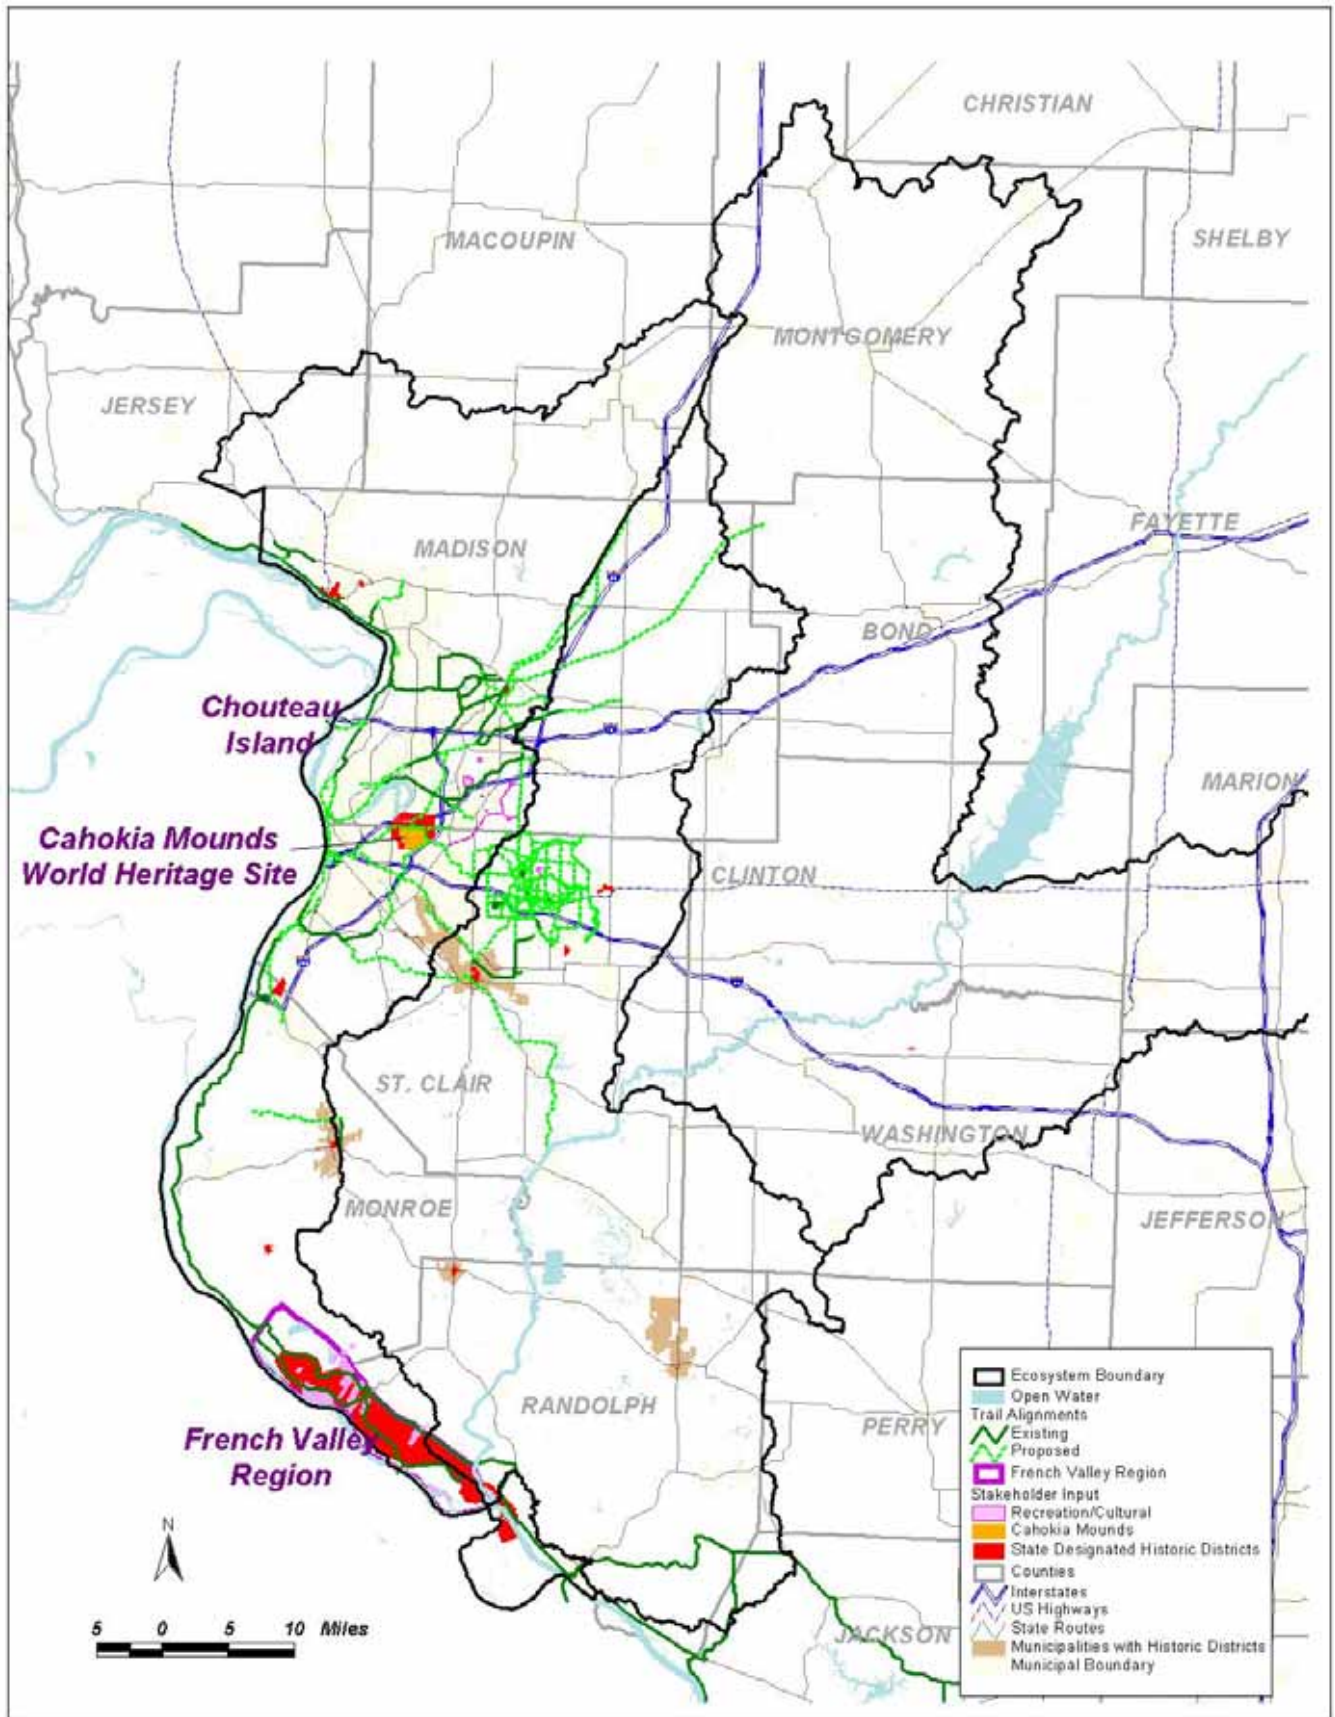 CHRISTIAN
MACOUPIN
SHELBY
MONTGOMERY
JERSEY
FAYETTE
MADISON
BOND
Chouteau
Island
MARION
Cahokia Mounds
World Heritage Site
CLINTON
ST. CLAIR
WASHINGTON
MONROE
JEFFERSON
RANDOLPH
PERRY
French Valley
Region
JACKSON
N
5 0 5 10 Miles
Ecosystem Boundary
Open Water
Trail Alignments
Existing
Proposed
French Valley Region
Stakeholder Input
Recreation/Cultural
Cahokia Mounds
State Designated Historic Districts
Counties
Interstates
US Highways
State Routes
Municipalities with Historic Districts
Municipal Boundary